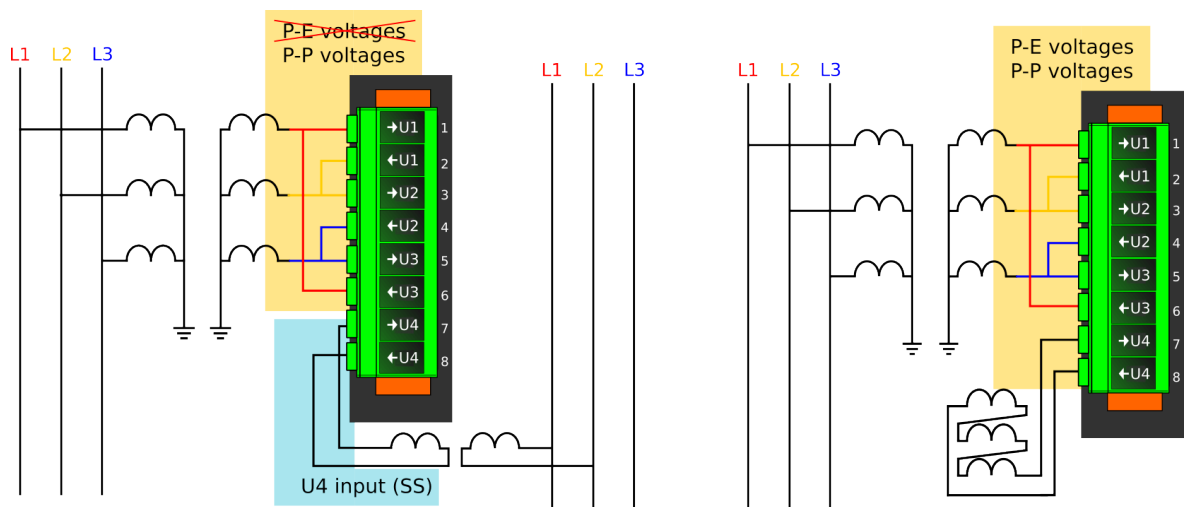 P-E voltages
P-P voltages
L1 L2 L3
→U1 1
←U1 2
→U2 3
←U2 4
→U3 5
←U3 6
→U4 7
←U4 8
U4 input (SS)
L1 L2 L3
P-E voltages
P-P voltages
L1 L2 L3
→U1 1
←U1 2
→U2 3
←U2 4
→U3 5
←U3 6
→U4 7
←U4 8